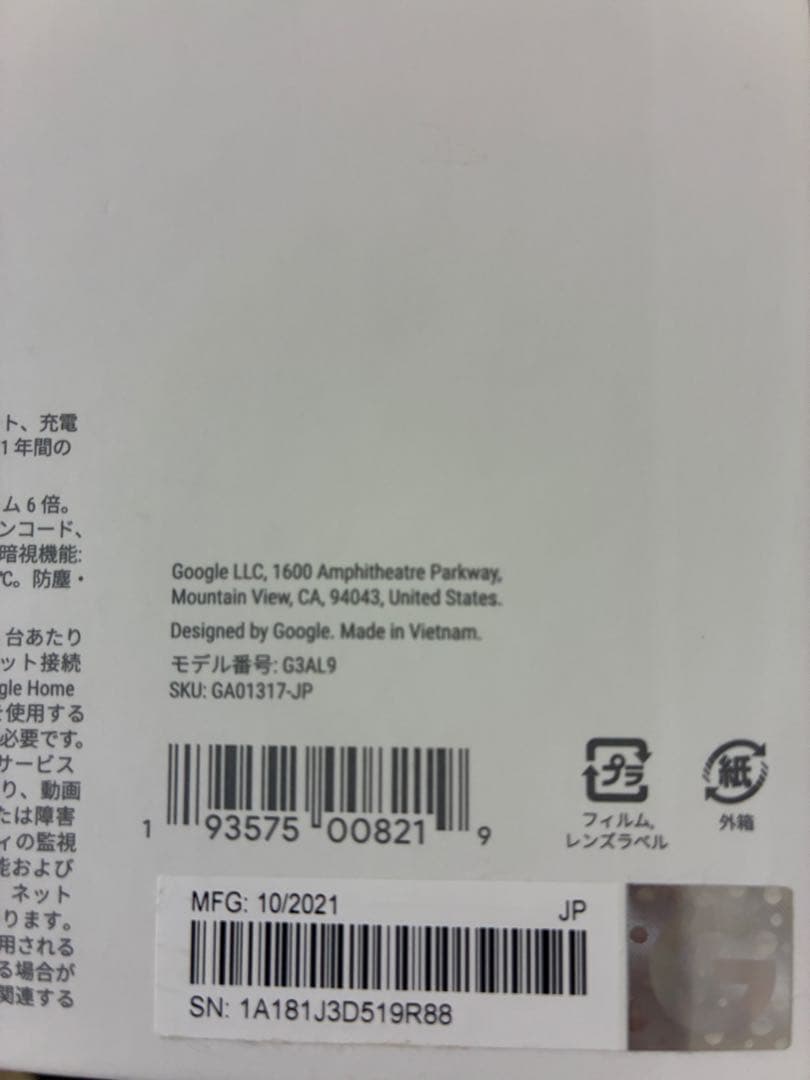 ト、充電
1年間の
ム 6 倍。
ンコード、
暗視機能:
℃。防塵・
台あたり
ット接続
gle Home
を使用する
必要です。
サービス
り、動画
たは障害
ィの監視
能および
ネット
ります。
用される
る場合が
関連する
Google LLC, 1600 Amphitheatre Parkway,
Mountain View, CA, 94043, United States.
Designed by Google. Made in Vietnam.
モデル番号: G3AL9
SKU: GA01317-JP
1 93575 00821 9
プラ
フィルム,
レンズラベル
紙
外箱
MFG: 10/2021 JP
SN: 1A181J3D519R88
G